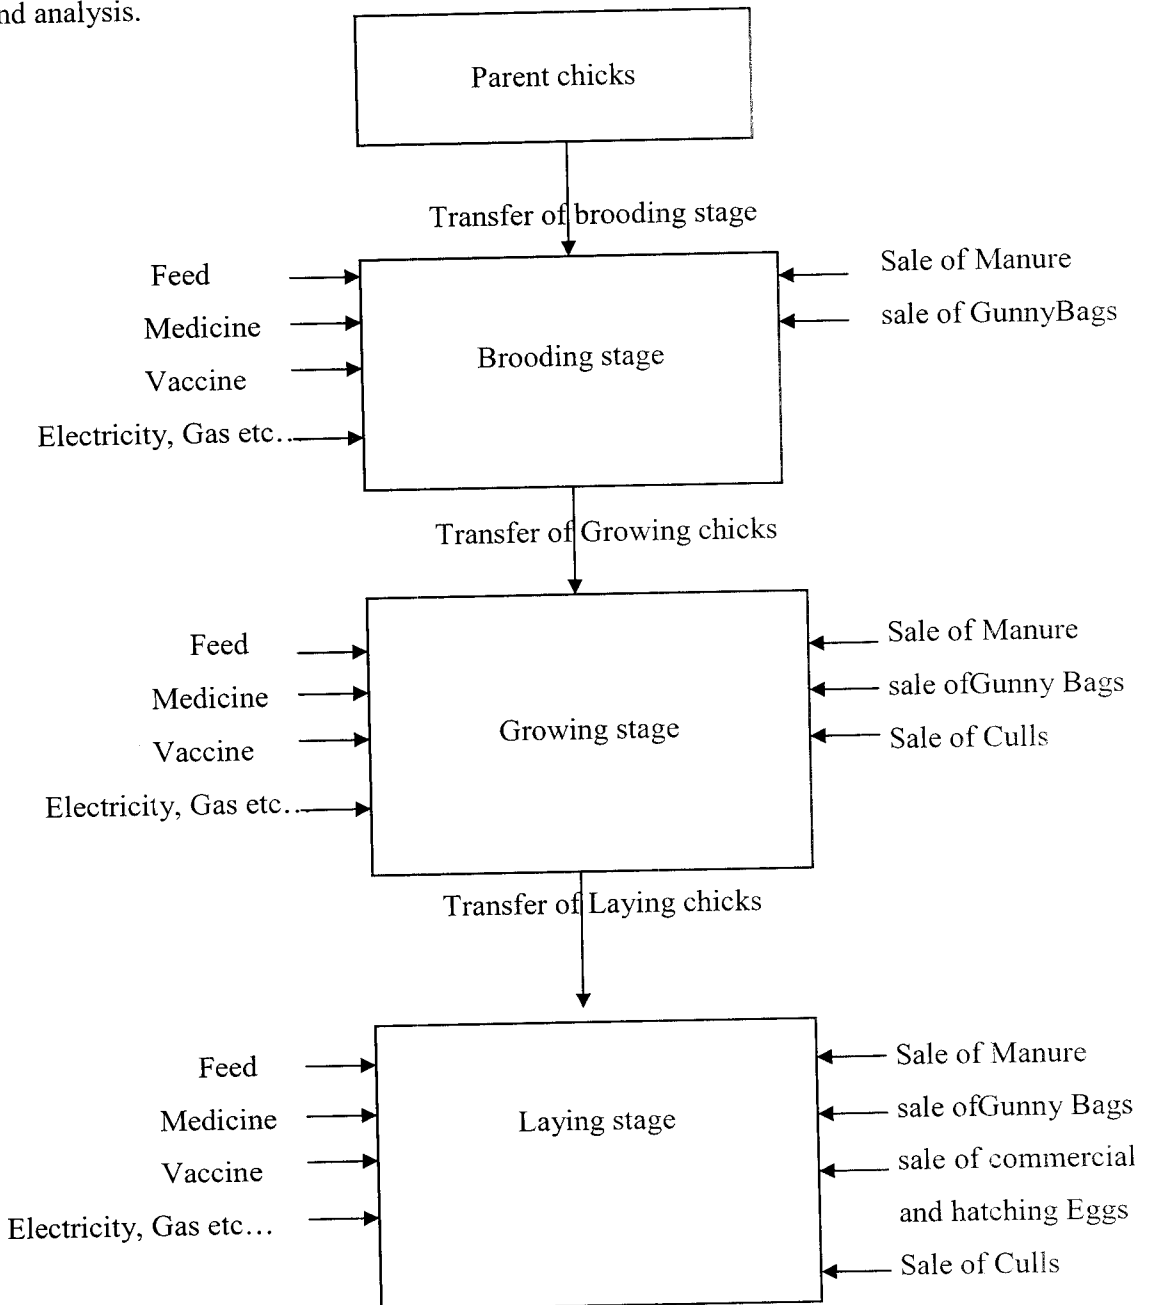 nd analysis.
Parent chicks
Transfer of brooding stage
Feed
Medicine
Vaccine
Electricity, Gas etc...
Brooding stage
Sale of Manure
sale of GunnyBags
Transfer of Growing chicks
Feed
Medicine
Vaccine
Electricity, Gas etc...
Growing stage
Sale of Manure
sale ofGunny Bags
Sale of Culls
Transfer of Laying chicks
Feed
Medicine
Vaccine
Electricity, Gas etc...
Laying stage
Sale of Manure
sale ofGunny Bags
sale of commercial
and hatching Eggs
Sale of Culls